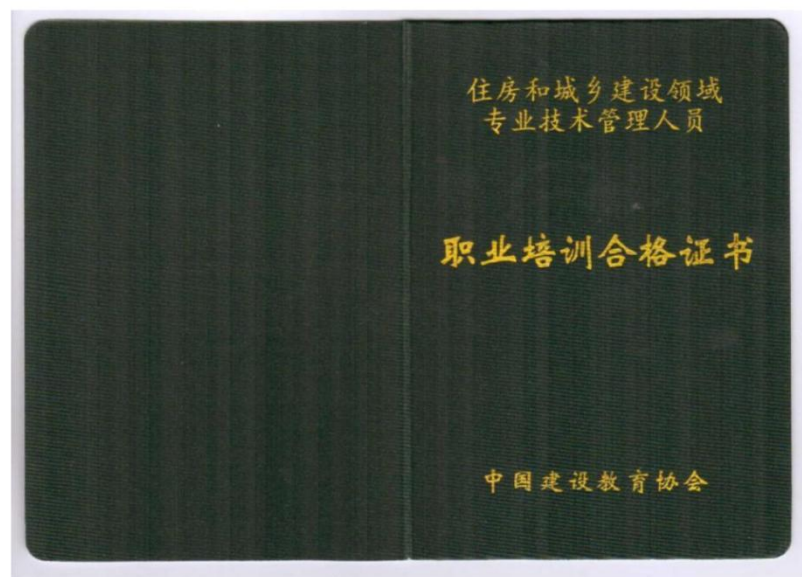 住房和城乡建设领域
专业技术管理人员
职业培训合格证书
中国建设教育协会